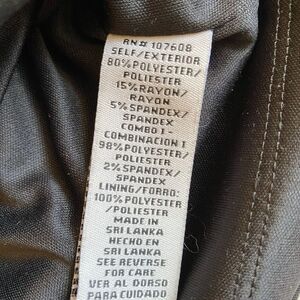 RN# 107608
SELF/EXTERIOR
80%POLYESTER/
POLIESTER
15%RAYON/
RAYON
5%SPANDEX/
SPANDEX
COMBO I-
COMBINACION I
98%POLYESTER/
POLIESTER
2%SPANDEX/
SPANDEX
LINING/FORRO:
100%POLYESTER
/POLIESTER
MADE IN
SRI LANKA
HECHO EN
SRI LANKA
SEE REVERSE
FOR CARE
VER AL DORSO
PARA CUIDADO